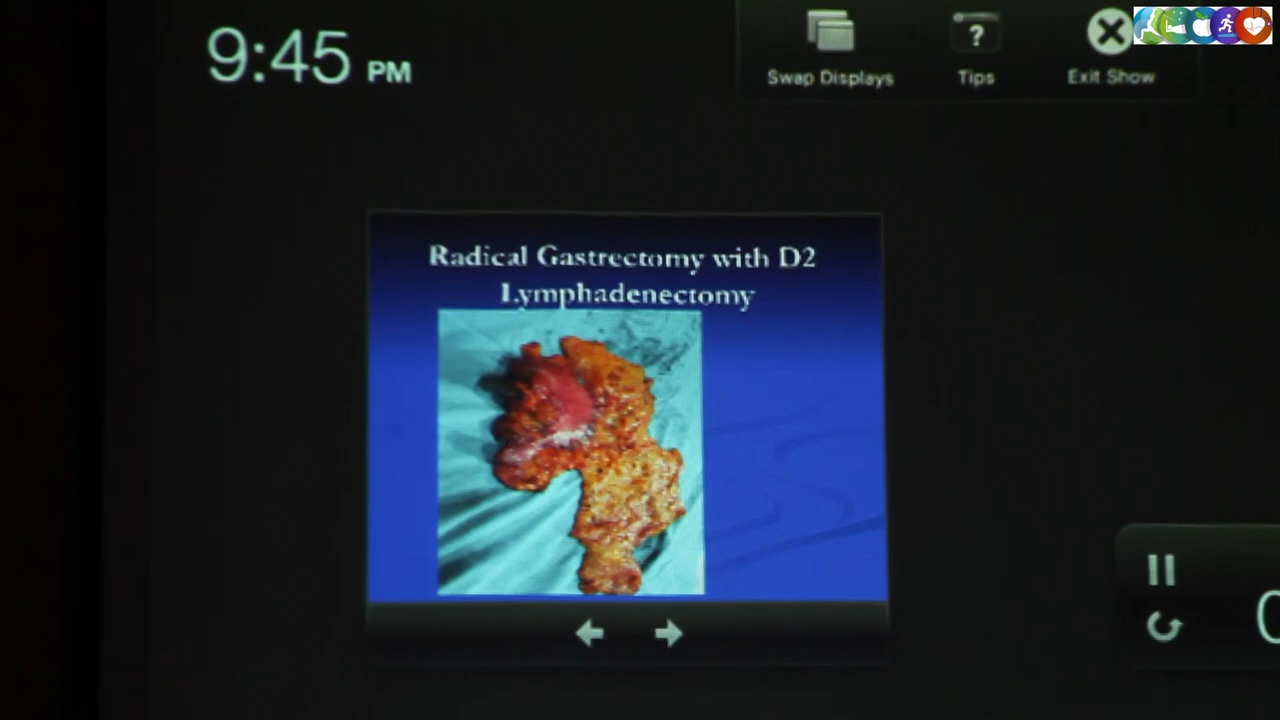 9:45 PM
Swap Displays
Tips
Exit Show
Radical Gastrectomy with D2
Lymphadenectomy